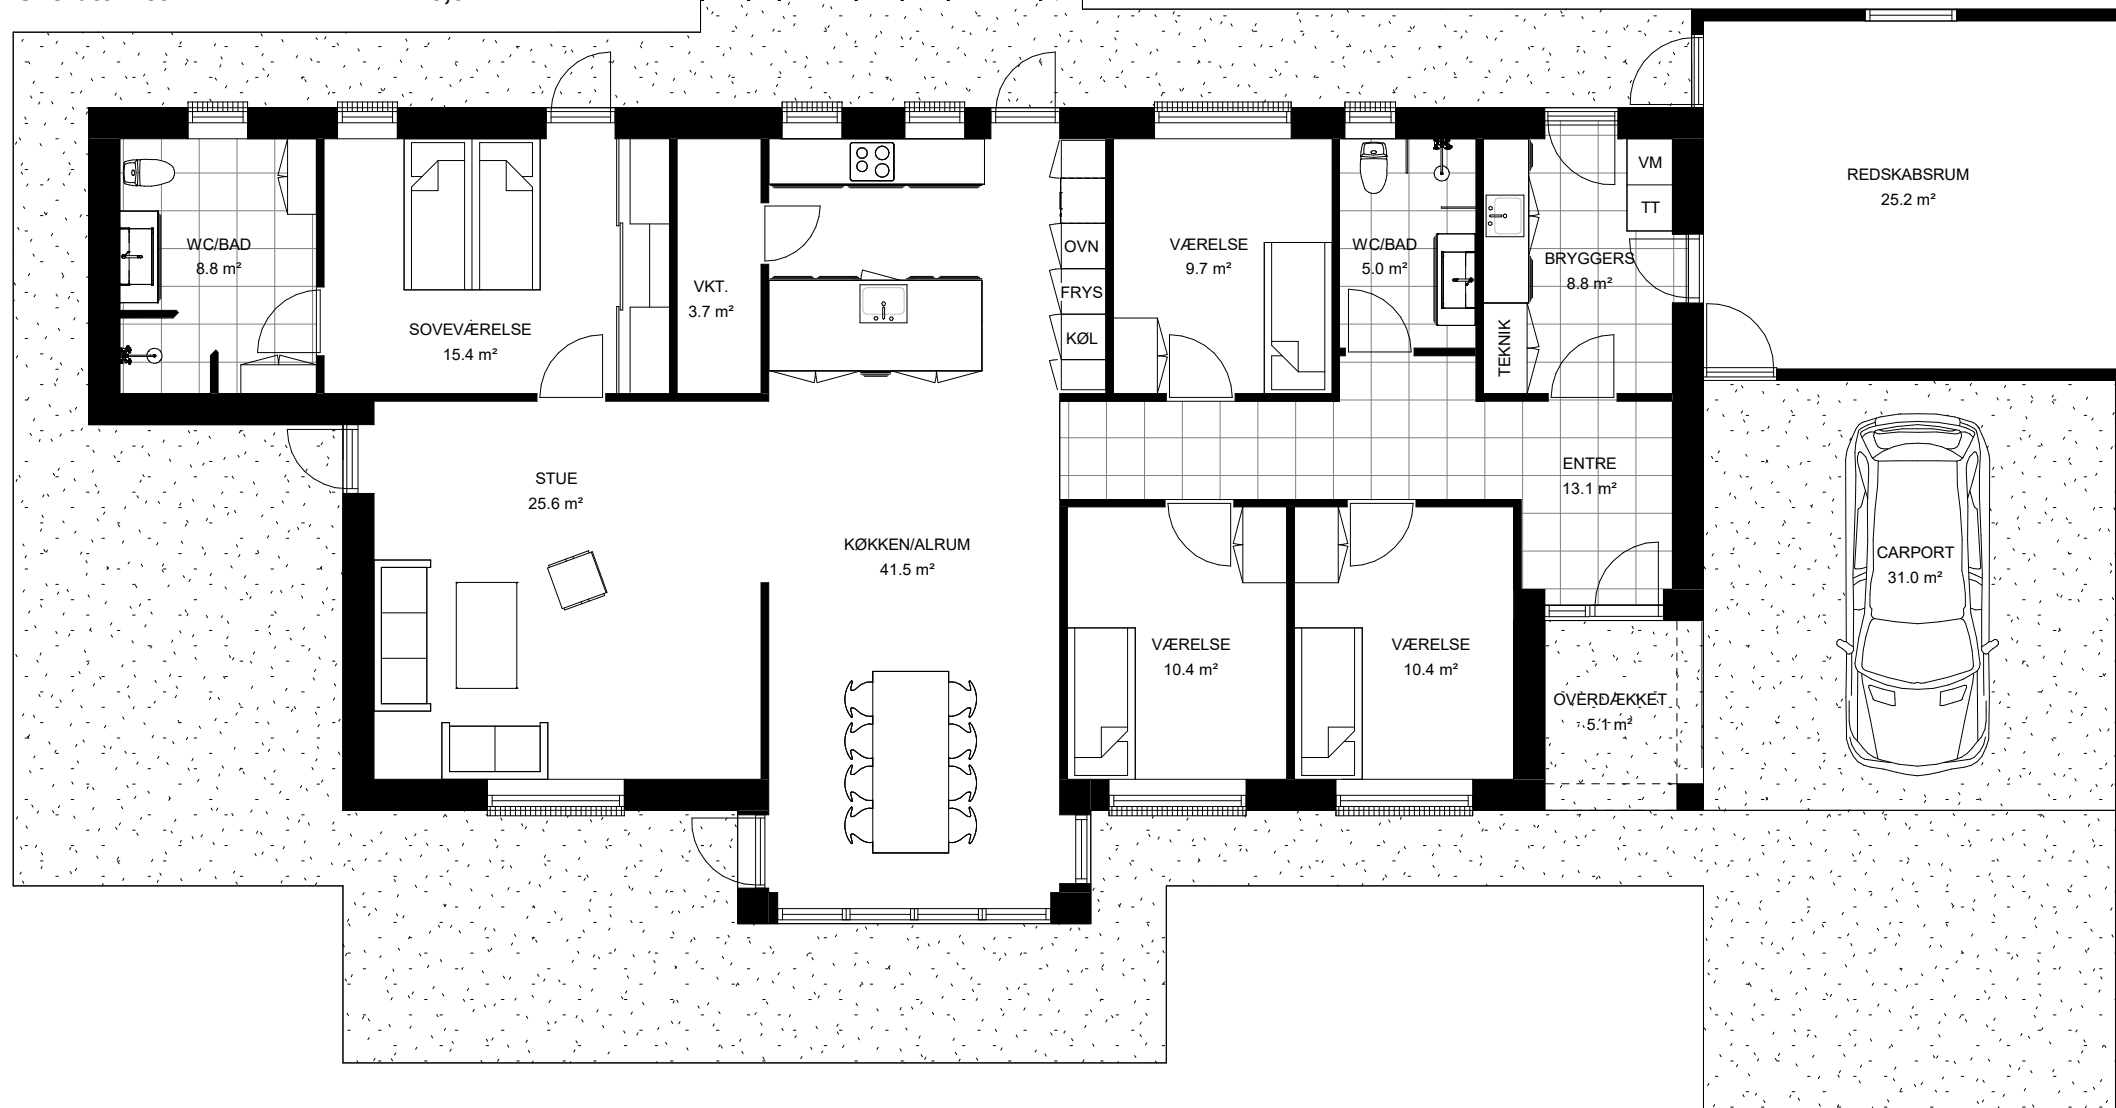 REDSKABSRUM
25.2 m²
VM
TT
WC/BAD
8.8 m²
SOVEVÆRELSE
15.4 m²
VKT.
3.7 m²
OVN
FRYS
KØL
VÆRELSE
9.7 m²
WC/BAD
5.0 m²
BRYGGERS
8.8 m²
TEKNIK
STUE
25.6 m²
KØKKEN/ALRUM
41.5 m²
ENTRE
13.1 m²
CARPORT
31.0 m²
VÆRELSE
10.4 m²
VÆRELSE
10.4 m²
OVERDÆKKET
5.1 m²